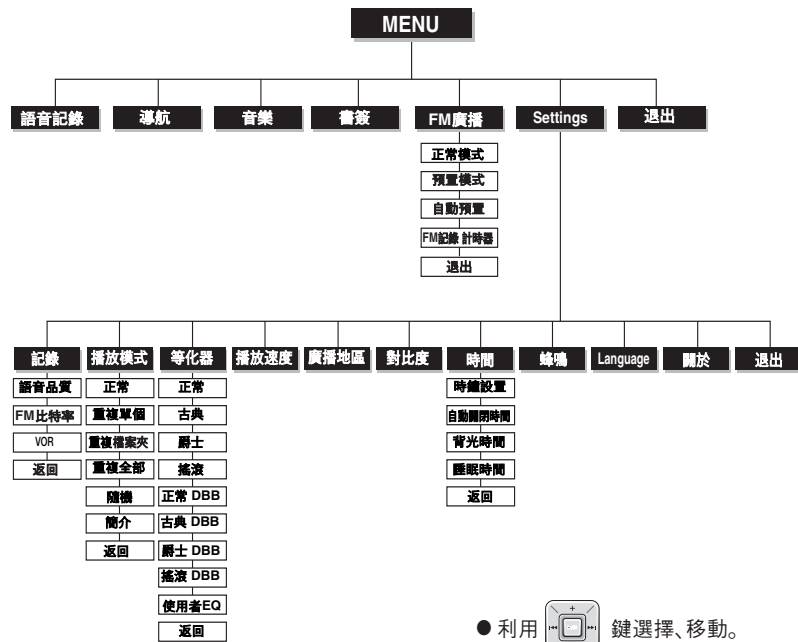 MENU
語音記錄 導航 音樂 書簽 FM廣播 Settings 退出
正常模式
預置模式
自動預置
FM記錄 計時器
退出
記錄 播放模式 等化器 播放速度 廣播地區 對比度 時間 蜂鳴 Language 關於 退出
語音品質 正常 正常 時鐘設置
FM比特率 重複單個 古典 自動關閉時間
VOR 重複檔案夾 爵士 背光時間
返回 重複全部 搖滾 睡眠時間
隨機 正常 DBB 返回
簡介 古典 DBB
返回 爵士 DBB
搖滾 DBB
使用者EQ
返回
●利用 鍵選擇、移動。